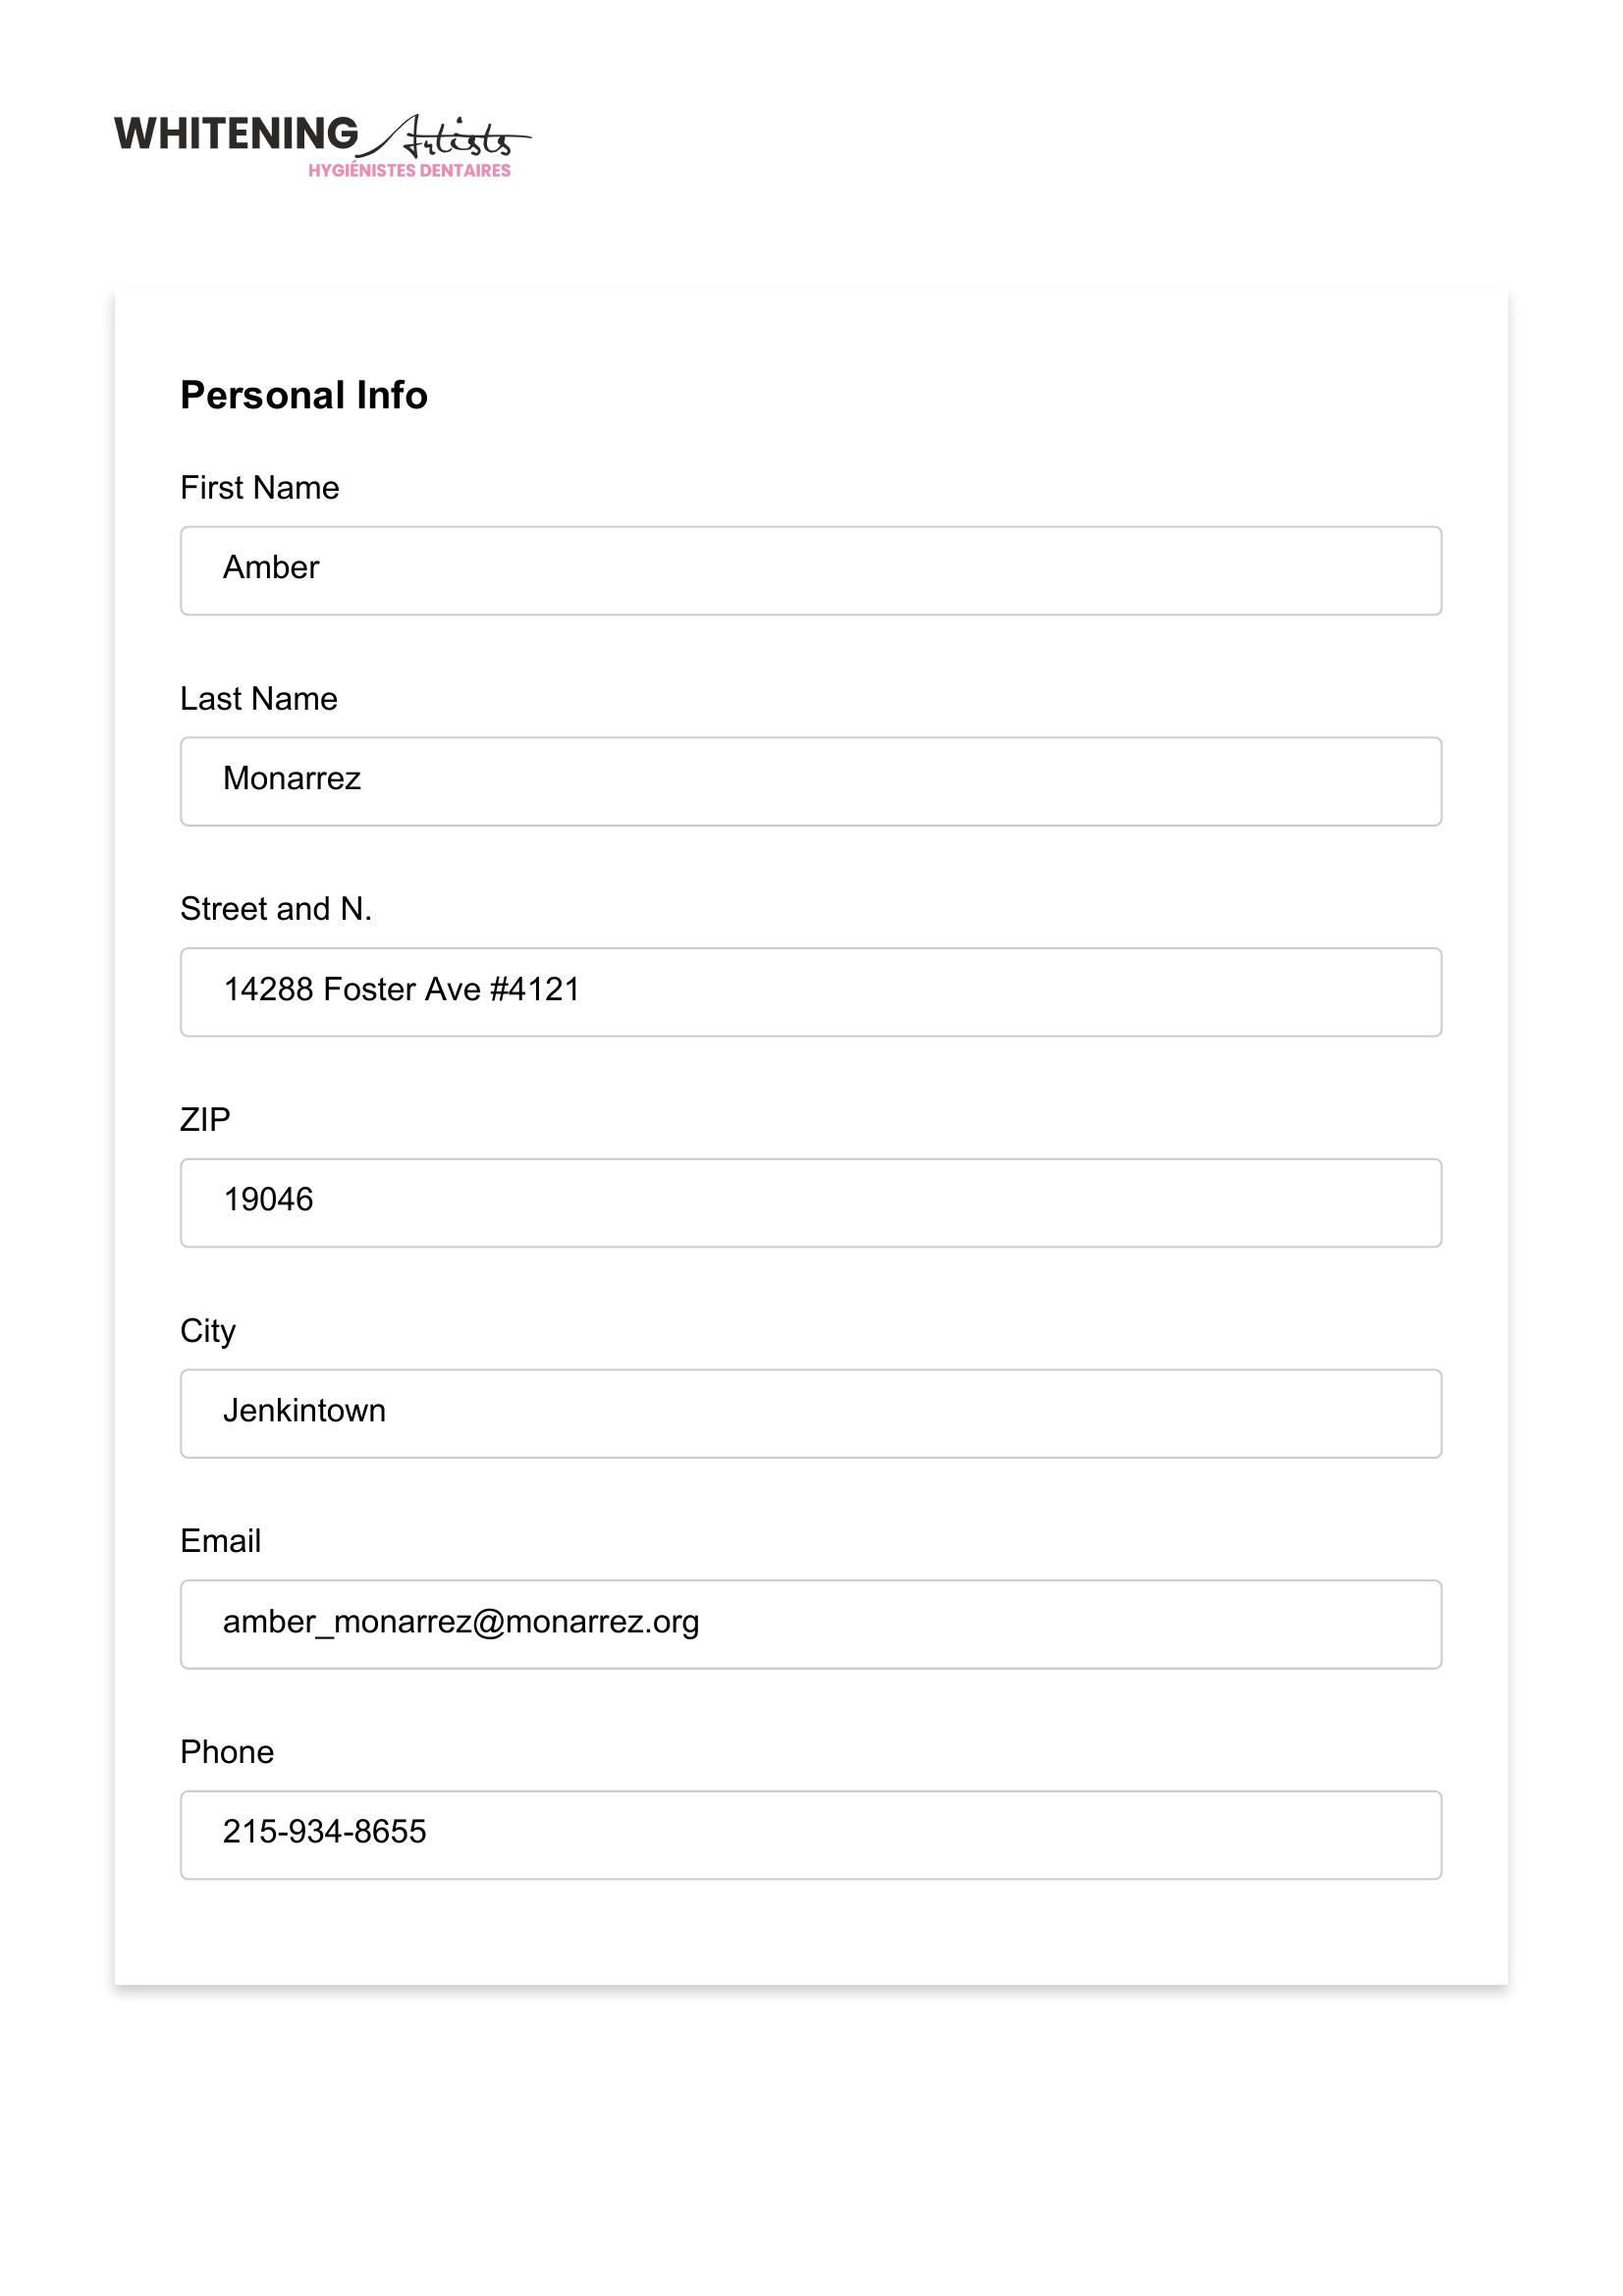 WHITENING Artists
HYGIÉNISTES DENTAIRES
Personal Info
First Name
Amber
Last Name
Monarrez
Street and N.
14288 Foster Ave #4121
ZIP
19046
City
Jenkintown
Email
amber_monarrez@monarrez.org
Phone
215-934-8655